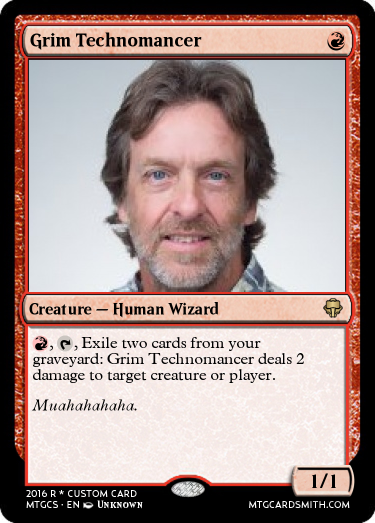 Grim Technomancer
Creature — Human Wizard
, , Exile two cards from your
graveyard: Grim Technomancer deals 2
damage to target creature or player.
Muahahahaha.
1/1
2016 R * CUSTOM CARD
MTGCS · EN Unknown
MTGCARDSMITH.COM